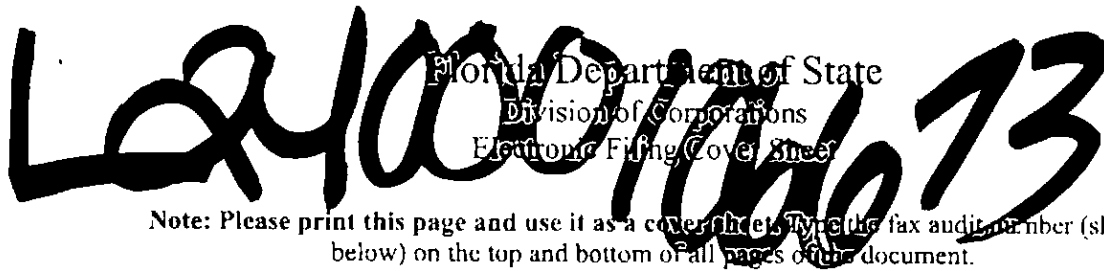 L24000106673
Florida Department of State
Division of Corporations
Electronic Filing Cover Sheet
Note: Please print this page and use it as a cover sheet. Type the fax audit number
below) on the top and bottom of all pages of the document.